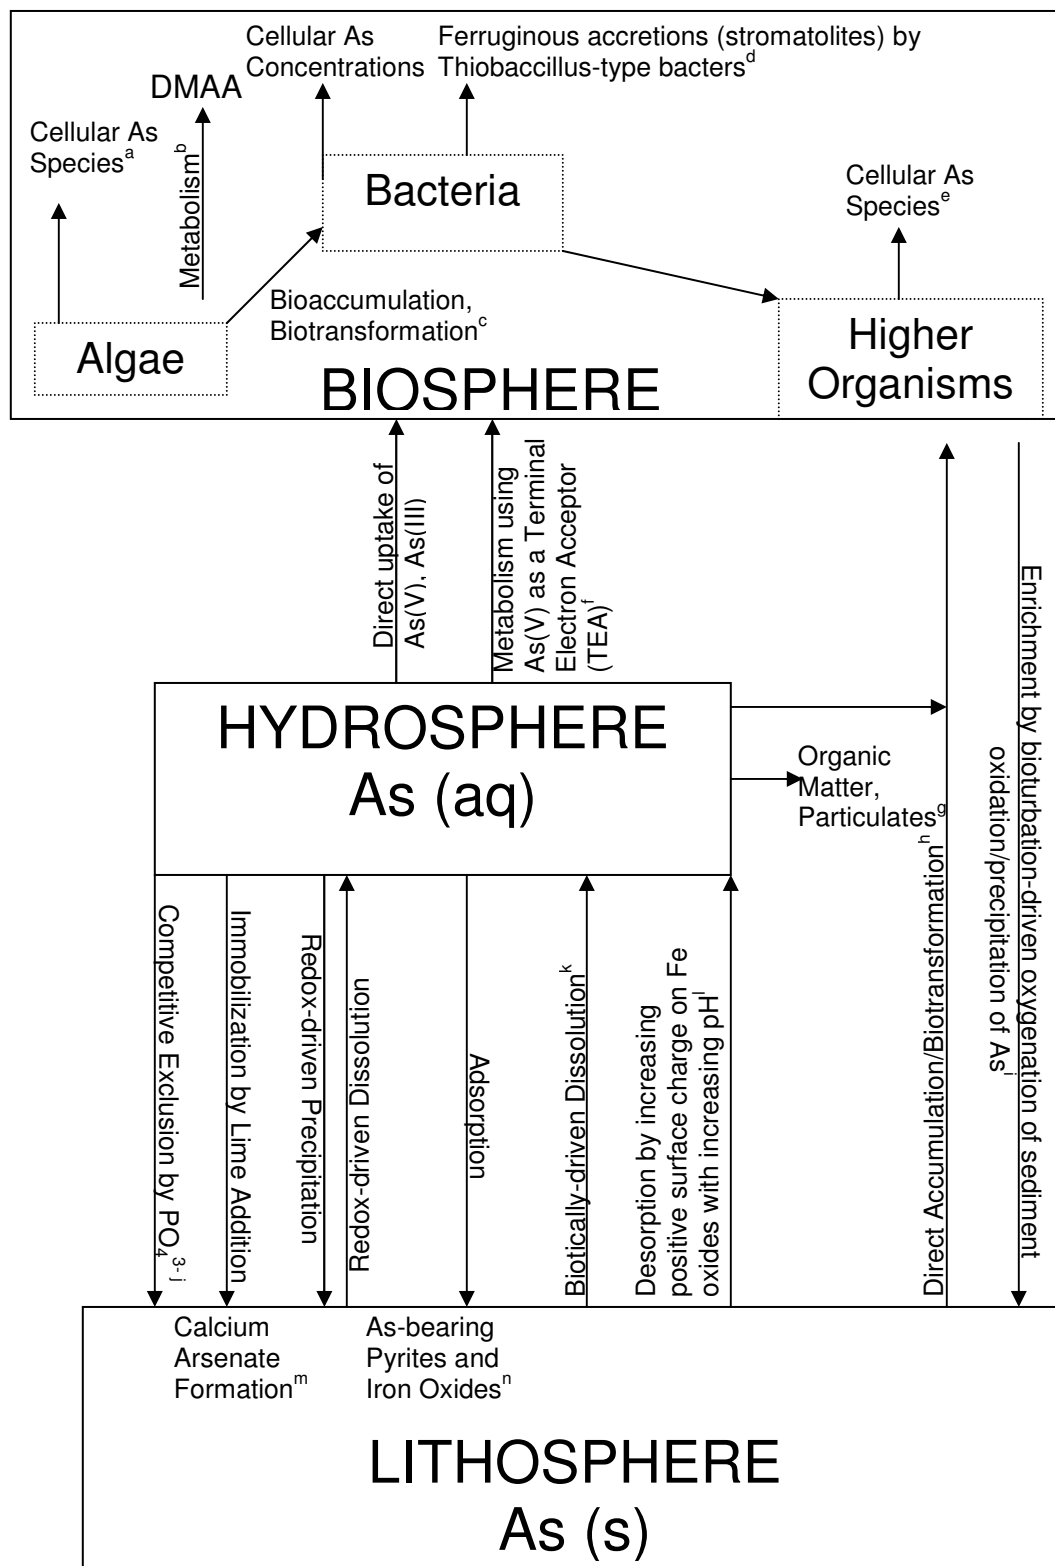 Cellular As
Concentrations
Ferruginous accretions (stromatolites) by
Thiobaccillus-type bacters^d
DMAA
Cellular As
Species^a
Metabolism^b
Bacteria
Cellular As
Species^e
Bioaccumulation,
Biotransformation^c
Algae
Higher
Organisms
BIOSPHERE
Direct uptake of
As(V), As(III)
Metabolism using
As(V) as a Terminal
Electron Acceptor
(TEA)^f
HYDROSPHERE
As (aq)
Organic
Matter,
Particulates^g
Direct Accumulation/Biotransformation^h
Enrichment by bioturbation-driven oxygenation of sediment
oxidation/precipitation of As^i
Competitive Exclusion by PO4^3- j
Immobilization by Lime Addition
Redox-driven Precipitation
Redox-driven Dissolution
Adsorption
Biotically-driven Dissolution^k
Desorption by increasing
positive surface charge on Fe
oxides with increasing pH^l
Calcium
Arsenate
Formation^m
As-bearing
Pyrites and
Iron Oxides^n
LITHOSPHERE
As (s)